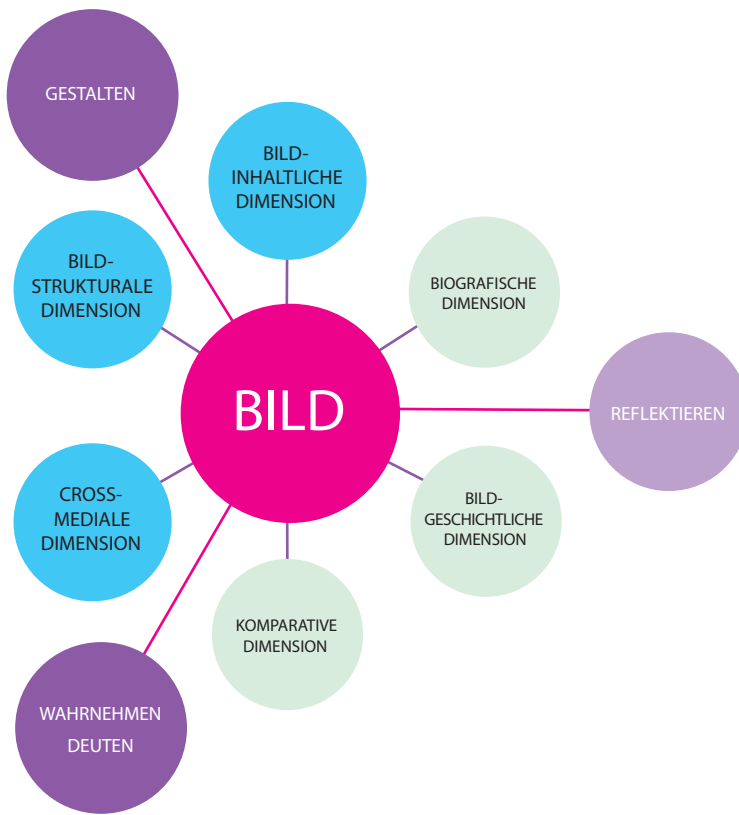 GESTALTEN
BILD-
INHALTLICHE
DIMENSION
BILD-
STRUKTURALE
DIMENSION
BIOGRAFISCHE
DIMENSION
BILD
REFLEKTIEREN
CROSS-
MEDIALE
DIMENSION
BILD-
GESCHICHTLICHE
DIMENSION
KOMPARATIVE
DIMENSION
WAHRNEHMEN
DEUTEN